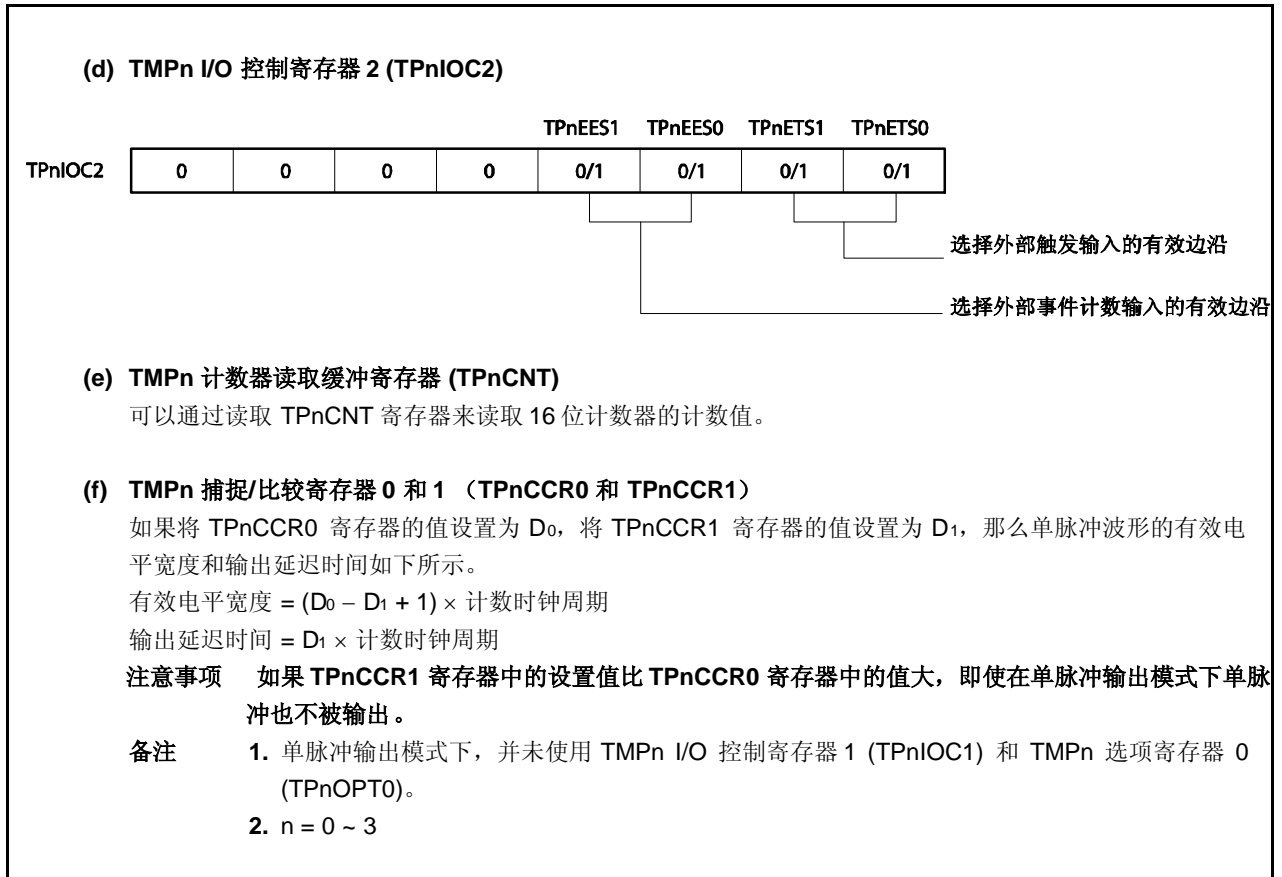 (d) TMPn I/O 控制寄存器 2 (TPnIOC2)
TPnEES1 TPnEES0 TPnETS1 TPnETS0
TPnIOC2 0 0 0 0 0/1 0/1 0/1 0/1
选择外部触发输入的有效边沿
选择外部事件计数输入的有效边沿
(e) TMPn 计数器读取缓冲寄存器 (TPnCNT)
可以通过读取 TPnCNT 寄存器来读取 16 位计数器的计数值。
(f) TMPn 捕捉/比较寄存器 0 和 1 （TPnCCR0 和 TPnCCR1）
如果将 TPnCCR0 寄存器的值设置为 D₀，将 TPnCCR1 寄存器的值设置为 D₁，那么单脉冲波形的有效电
平宽度和输出延迟时间如下所示。
有效电平宽度 = (D₀ − D₁ + 1) × 计数时钟周期
输出延迟时间 = D₁ × 计数时钟周期
注意事项 如果 TPnCCR1 寄存器中的设置值比 TPnCCR0 寄存器中的值大，即使在单脉冲输出模式下单脉
冲也不被输出。
备注 1. 单脉冲输出模式下，并未使用 TMPn I/O 控制寄存器 1 (TPnIOC1) 和 TMPn 选项寄存器 0
(TPnOPT0)。
2. n = 0 ~ 3